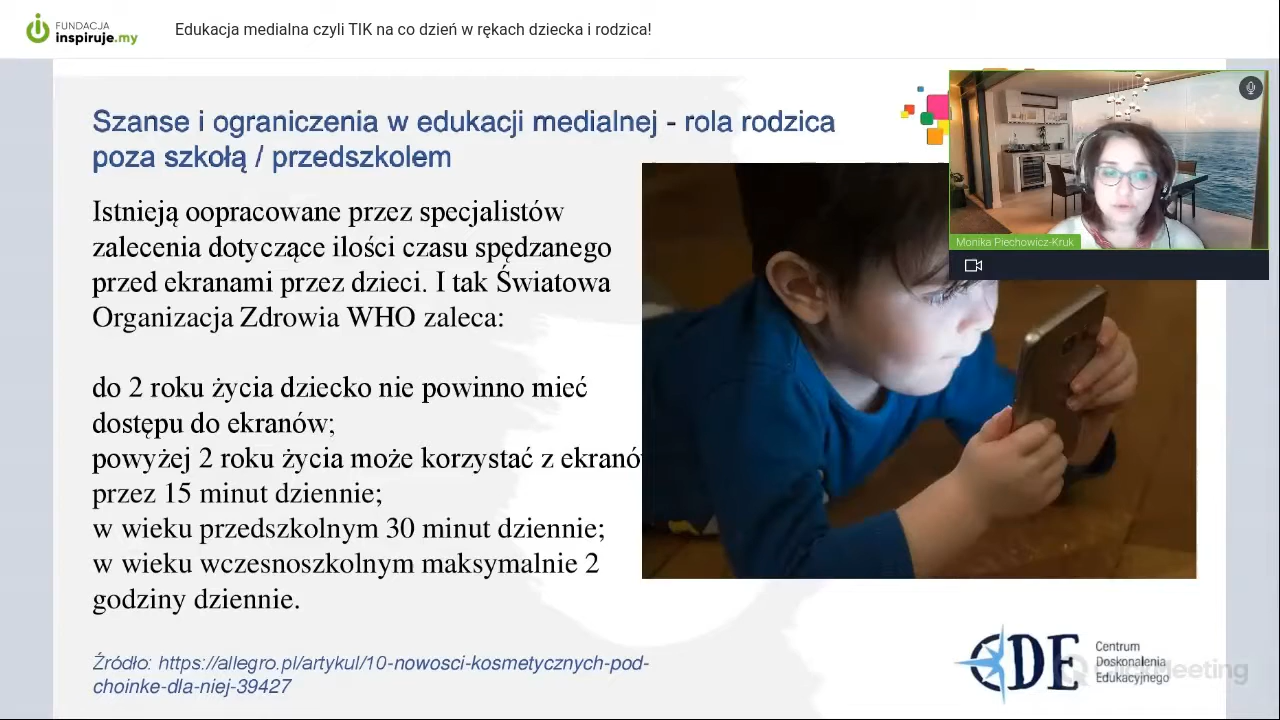 FUNDACJA
inspiruje.my
Edukacja medialna czyli TIK na co dzień w rękach dziecka i rodzica!
Szanse i ograniczenia w edukacji medialnej - rola rodzica
poza szkołą / przedszkolem
Monika Piechowicz-Kruk
Istnieją oopracowane przez specjalistów
zalecenia dotyczące ilości czasu spędzanego
przed ekranami przez dzieci. I tak Światowa
Organizacja Zdrowia WHO zaleca:
do 2 roku życia dziecko nie powinno mieć
dostępu do ekranów;
powyżej 2 roku życia może korzystać z ekranów
przez 15 minut dziennie;
w wieku przedszkolnym 30 minut dziennie;
w wieku wczesnoszkolnym maksymalnie 2
godziny dziennie.
Źródło: https://allegro.pl/artykul/10-nowosci-kosmetycznych-pod-
choinke-dla-niej-39427
CDE
Centrum
Doskonalenia
Edukacyjnego
ClickMeeting